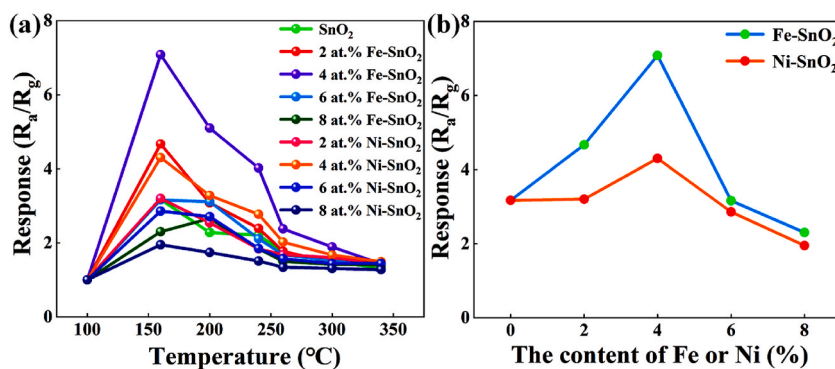 (a)
Response (Ra/Rg)
8
6
4
2
0
100 150 200 250 300 350
Temperature (°C)
SnO2
2 at.% Fe-SnO2
4 at.% Fe-SnO2
6 at.% Fe-SnO2
8 at.% Fe-SnO2
2 at.% Ni-SnO2
4 at.% Ni-SnO2
6 at.% Ni-SnO2
8 at.% Ni-SnO2
(b)
Response (Ra/Rg)
8
6
4
2
0
0 2 4 6 8
The content of Fe or Ni (%)
Fe-SnO2
Ni-SnO2